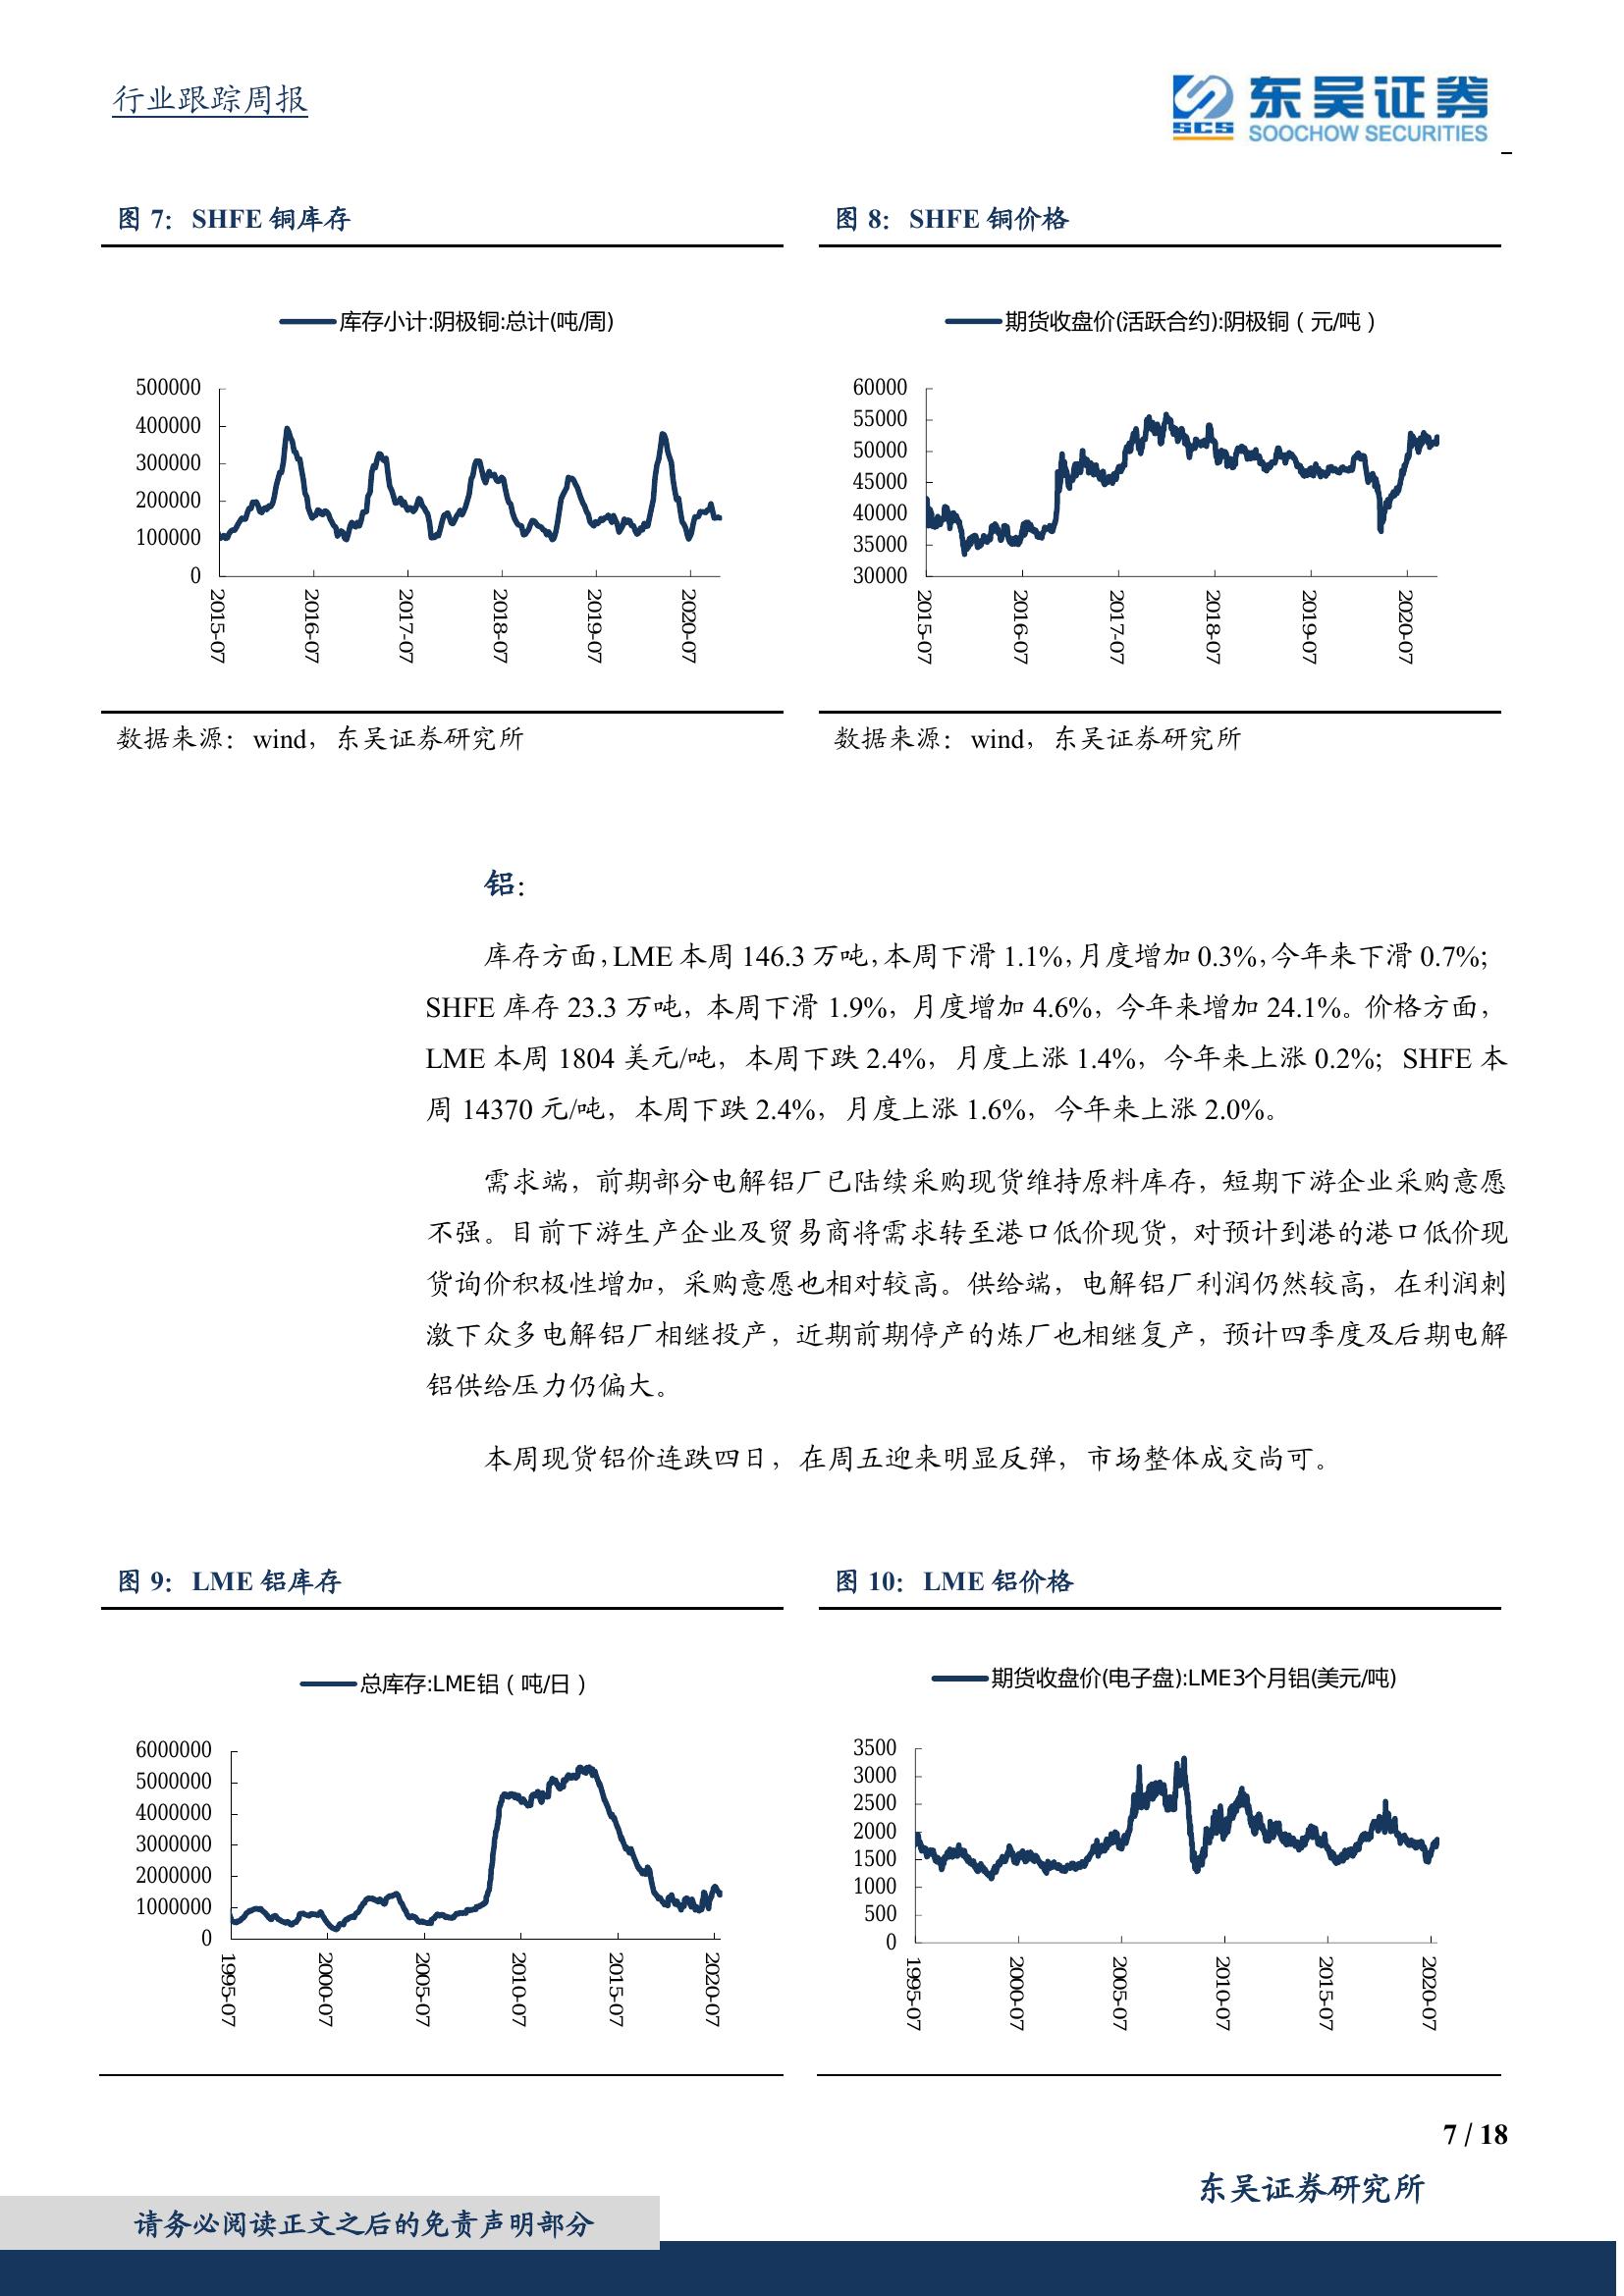 行业跟踪周报
东吴证券
SCS
SOOCHOW SECURITIES
图 7： SHFE 铜库存
库存小计:阴极铜:总计(吨/周)
500000
400000
300000
200000
100000
0
2015-07
2016-07
2017-07
2018-07
2019-07
2020-07
数据来源：wind，东吴证券研究所
图 8： SHFE 铜价格
期货收盘价(活跃合约):阴极铜（元/吨）
60000
55000
50000
45000
40000
35000
30000
2015-07
2016-07
2017-07
2018-07
2019-07
2020-07
数据来源：wind，东吴证券研究所
铝：
库存方面，LME 本周 146.3 万吨，本周下滑 1.1%，月度增加 0.3%，今年来下滑 0.7%；
SHFE 库存 23.3 万吨，本周下滑 1.9%，月度增加 4.6%，今年来增加 24.1%。价格方面，
LME 本周 1804 美元/吨，本周下跌 2.4%，月度上涨 1.4%，今年来上涨 0.2%；SHFE 本
周 14370 元/吨，本周下跌 2.4%，月度上涨 1.6%，今年来上涨 2.0%。
需求端，前期部分电解铝厂已陆续采购现货维持原料库存，短期下游企业采购意愿
不强。目前下游生产企业及贸易商将需求转至港口低价现货，对预计到港的港口低价现
货询价积极性增加，采购意愿也相对较高。供给端，电解铝厂利润仍然较高，在利润刺
激下众多电解铝厂相继投产，近期前期停产的炼厂也相继复产，预计四季度及后期电解
铝供给压力仍偏大。
本周现货铝价连跌四日，在周五迎来明显反弹，市场整体成交尚可。
图 9： LME 铝库存
总库存:LME铝（吨/日）
6000000
5000000
4000000
3000000
2000000
1000000
0
1995-07
2000-07
2005-07
2010-07
2015-07
2020-07
图 10： LME 铝价格
期货收盘价(电子盘):LME3个月铝(美元/吨)
3500
3000
2500
2000
1500
1000
500
0
1995-07
2000-07
2005-07
2010-07
2015-07
2020-07
7 / 18
东吴证券研究所
请务必阅读正文之后的免责声明部分